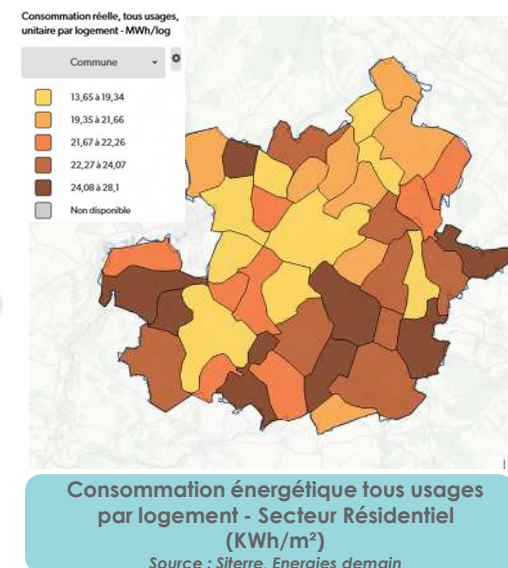 Consommation réelle, tous usages,
unitaire par logement - MWh/log
Commune
13,65 à 19,34
19,35 à 21,66
21,67 à 22,26
22,27 à 24,07
24,08 à 28,1
Non disponible
Consommation énergétique tous usages
par logement - Secteur Résidentiel
(KWh/m²)
Source : Siterre, Energies demain